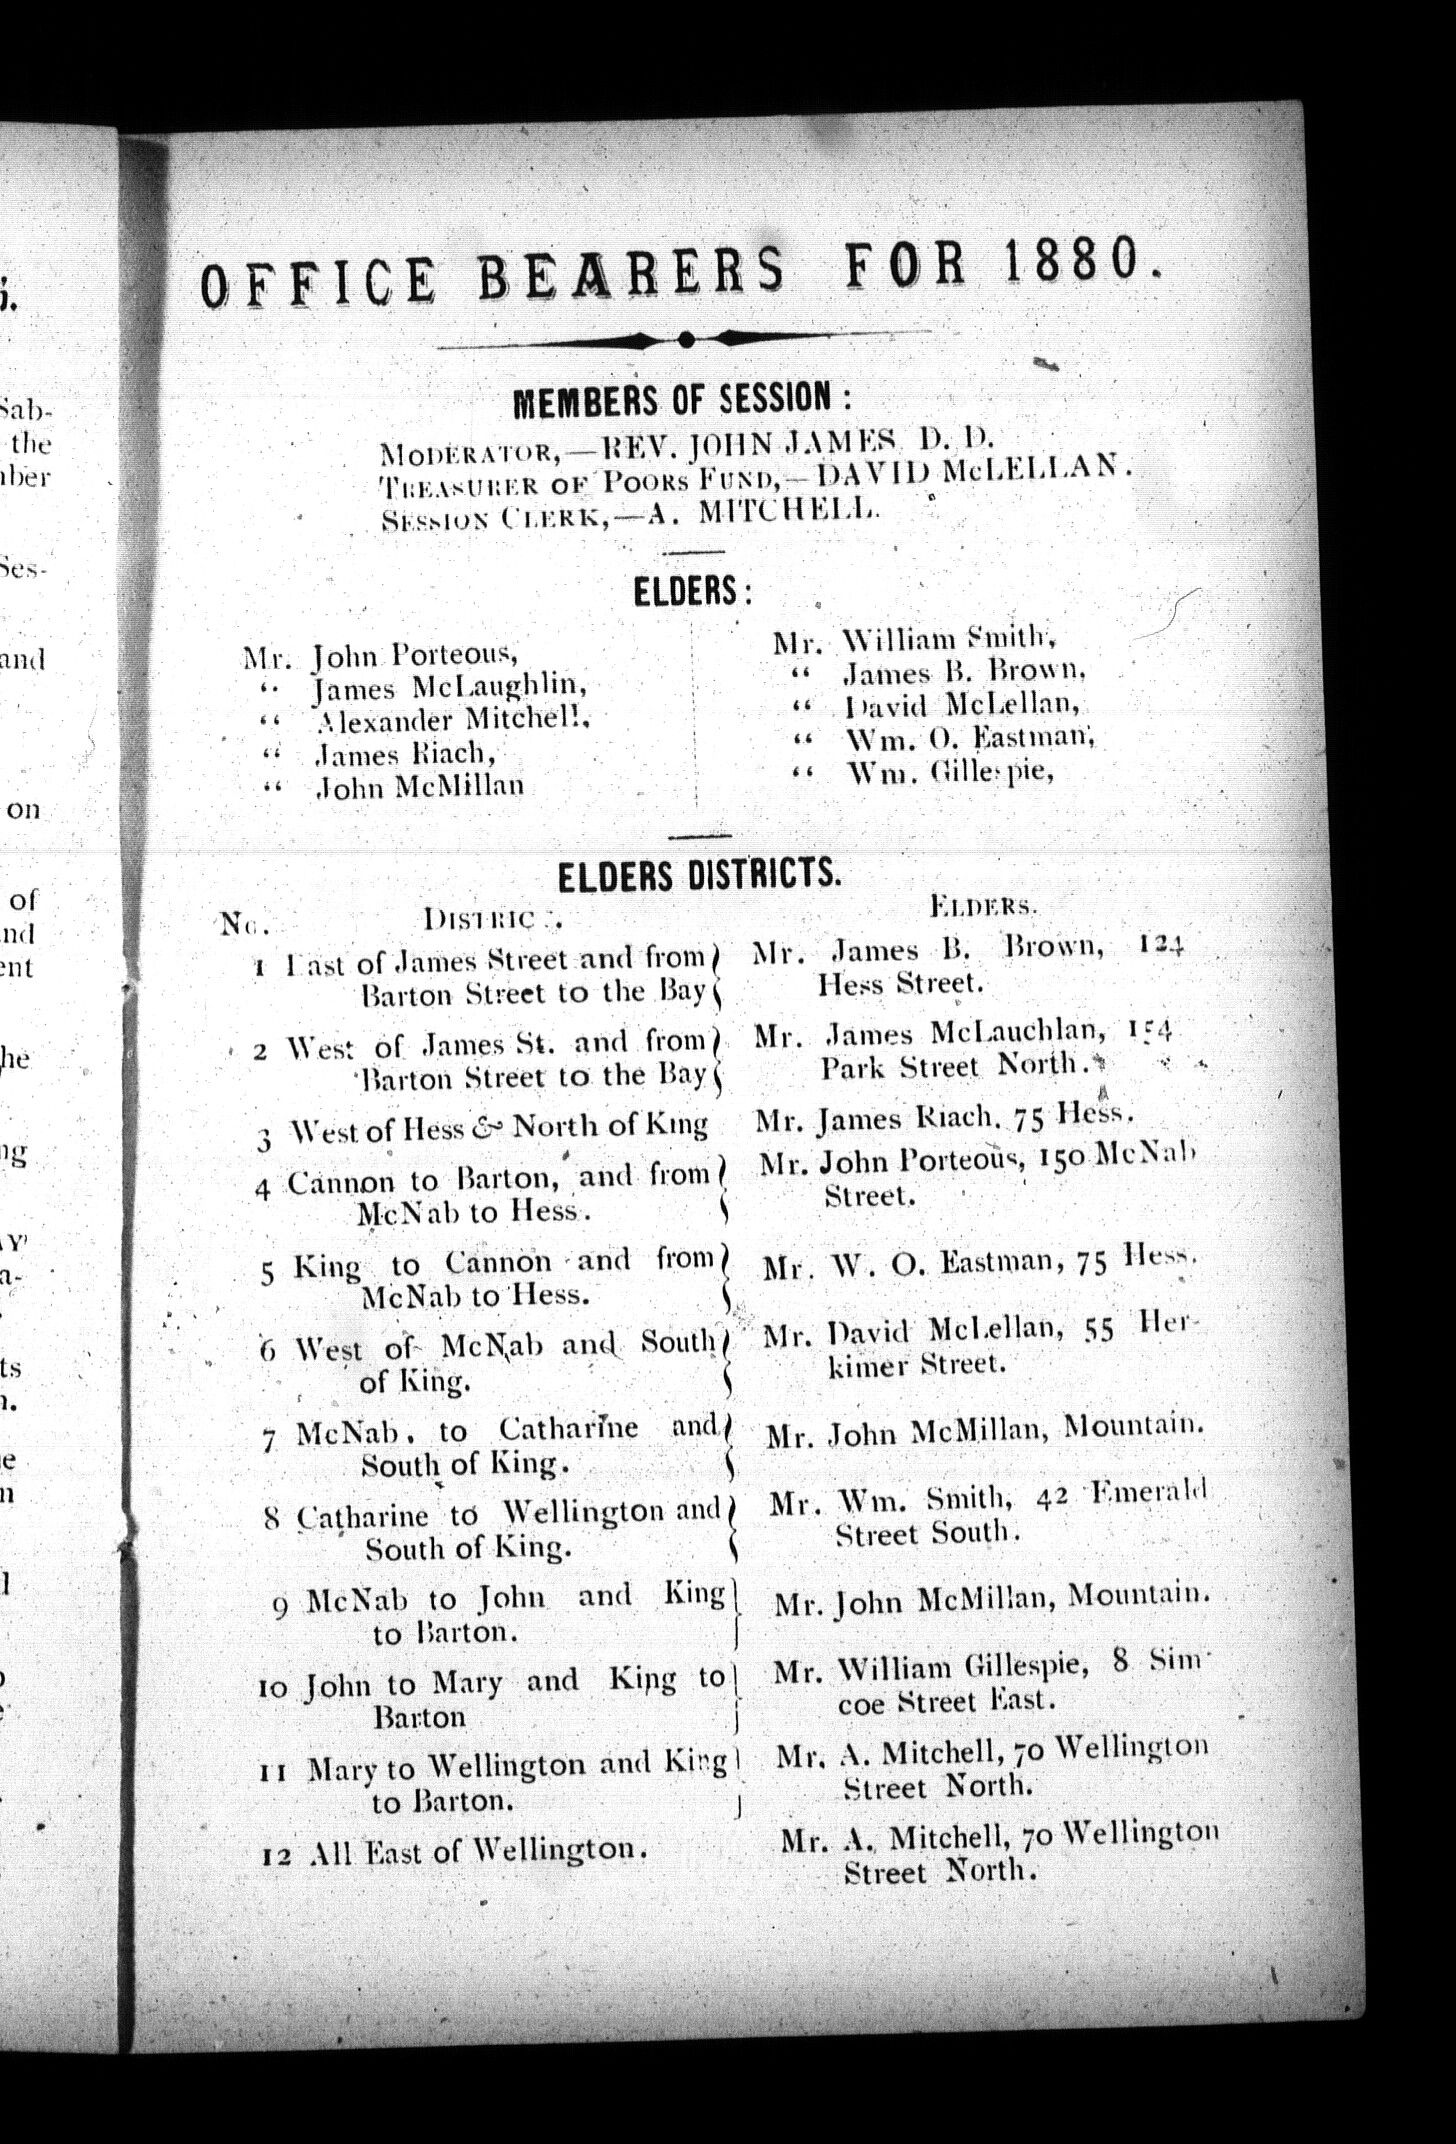 OFFICE BEARERS FOR 1880.
MEMBERS OF SESSION :
MODERATOR,—REV. JOHN JAMES D. D.
TREASURER OF POORS FUND,—DAVID McLELLAN.
SESSION CLERK,—A. MITCHELL.
ELDERS :
Mr. John Porteous,
“ James McLaughlin,
“ Alexander Mitchell,
“ James Riach,
“ John McMillan
Mr. William Smith,
“ James B. Brown,
“ David McLellan,
“ Wm. O. Eastman,
“ Wm. Gillespie,
ELDERS DISTRICTS.
No. DISTRICT. ELDERS.
1 East of James Street and from Mr. James B. Brown, 124
Barton Street to the Bay Hess Street.
2 West of James St. and from Mr. James McLauchlan, 154
Barton Street to the Bay Park Street North.
3 West of Hess & North of King Mr. James Riach. 75 Hess.
4 Cannon to Barton, and from Mr. John Porteous, 150 McNab
McNab to Hess. Street.
5 King to Cannon and from Mr. W. O. Eastman, 75 Hess.
McNab to Hess.
6 West of McNab and South Mr. David McLellan, 55 Her-
of King. kimer Street.
7 McNab. to Catharine and Mr. John McMillan, Mountain.
South of King.
8 Catharine to Wellington and Mr. Wm. Smith, 42 Emerald
South of King. Street South.
9 McNab to John and King Mr. John McMillan, Mountain.
to Barton.
10 John to Mary and King to Mr. William Gillespie, 8 Sim-
Barton coe Street East.
11 Mary to Wellington and King Mr. A. Mitchell, 70 Wellington
to Barton. Street North.
12 All East of Wellington. Mr. A. Mitchell, 70 Wellington
Street North.